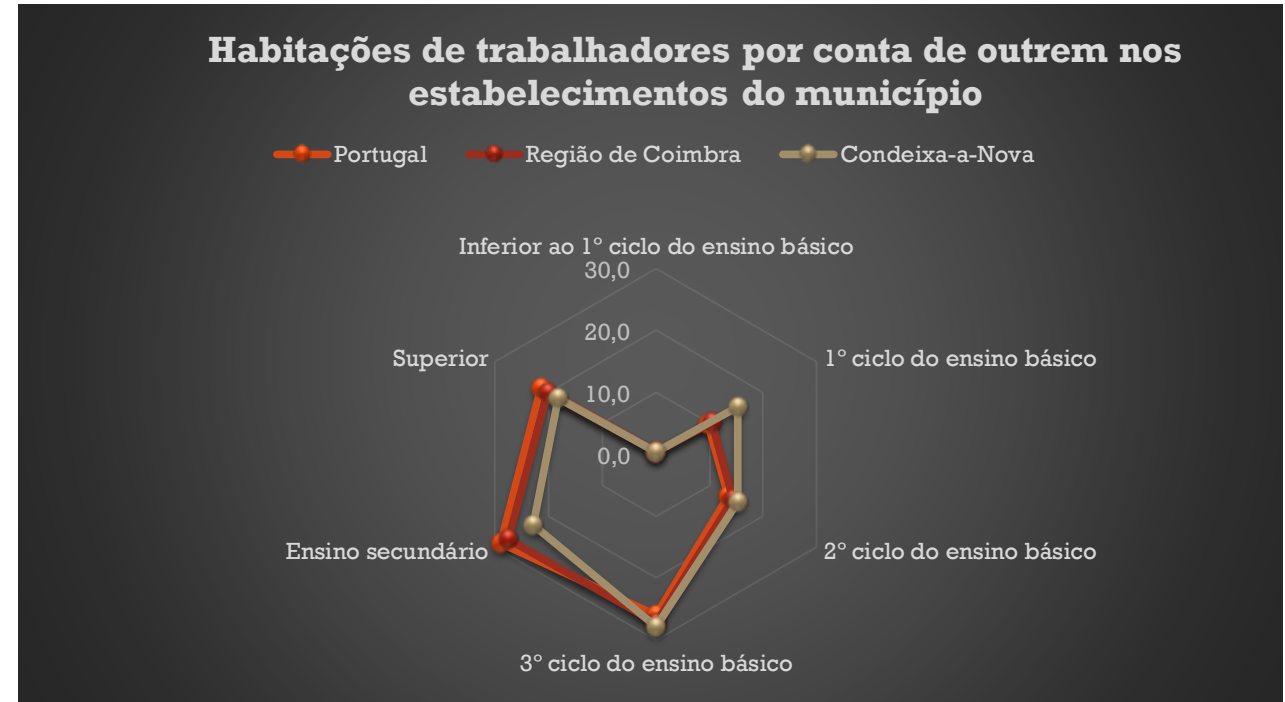 Habitações de trabalhadores por conta de outrem nos
estabelecimentos do município
Portugal
Região de Coimbra
Condeixa-a-Nova
Inferior ao 1º ciclo do ensino básico
30,0
20,0
Superior
1º ciclo do ensino básico
10,0
0,0
Ensino secundário
2º ciclo do ensino básico
3º ciclo do ensino básico